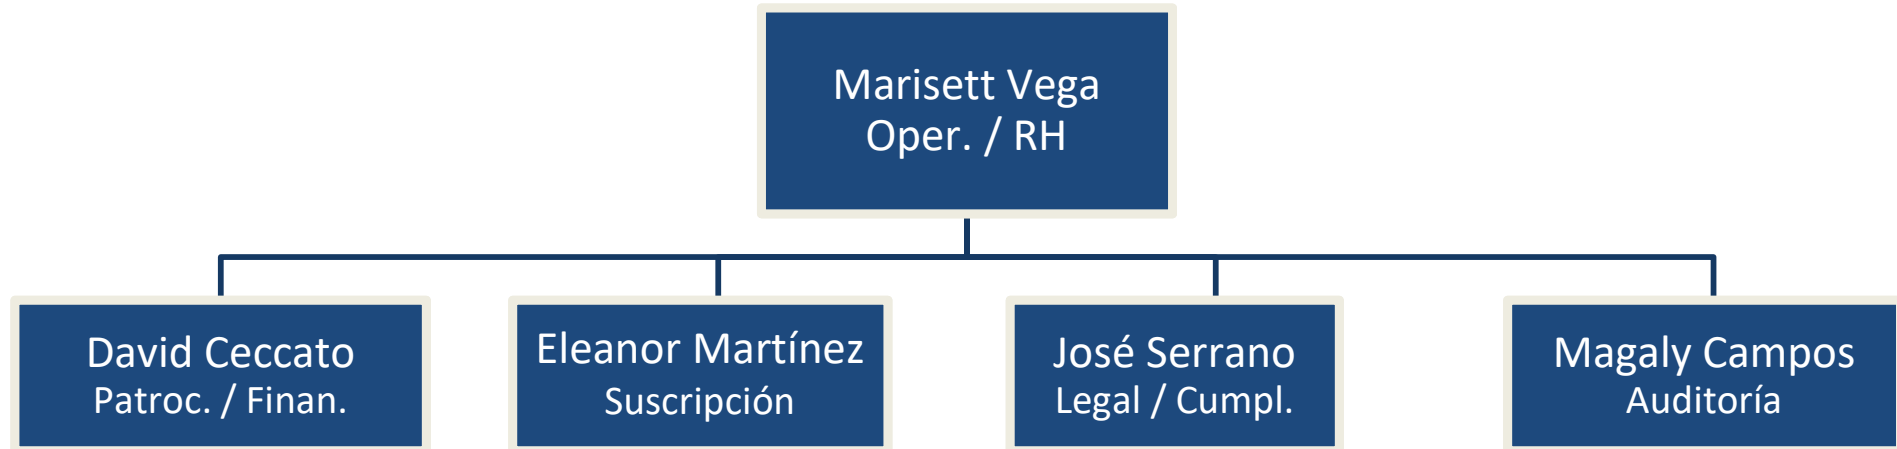 Marisett Vega
Oper. / RH
David Ceccato
Patroc. / Finan.
Eleanor Martínez
Suscripción
José Serrano
Legal / Cumpl.
Magaly Campos
Auditoría